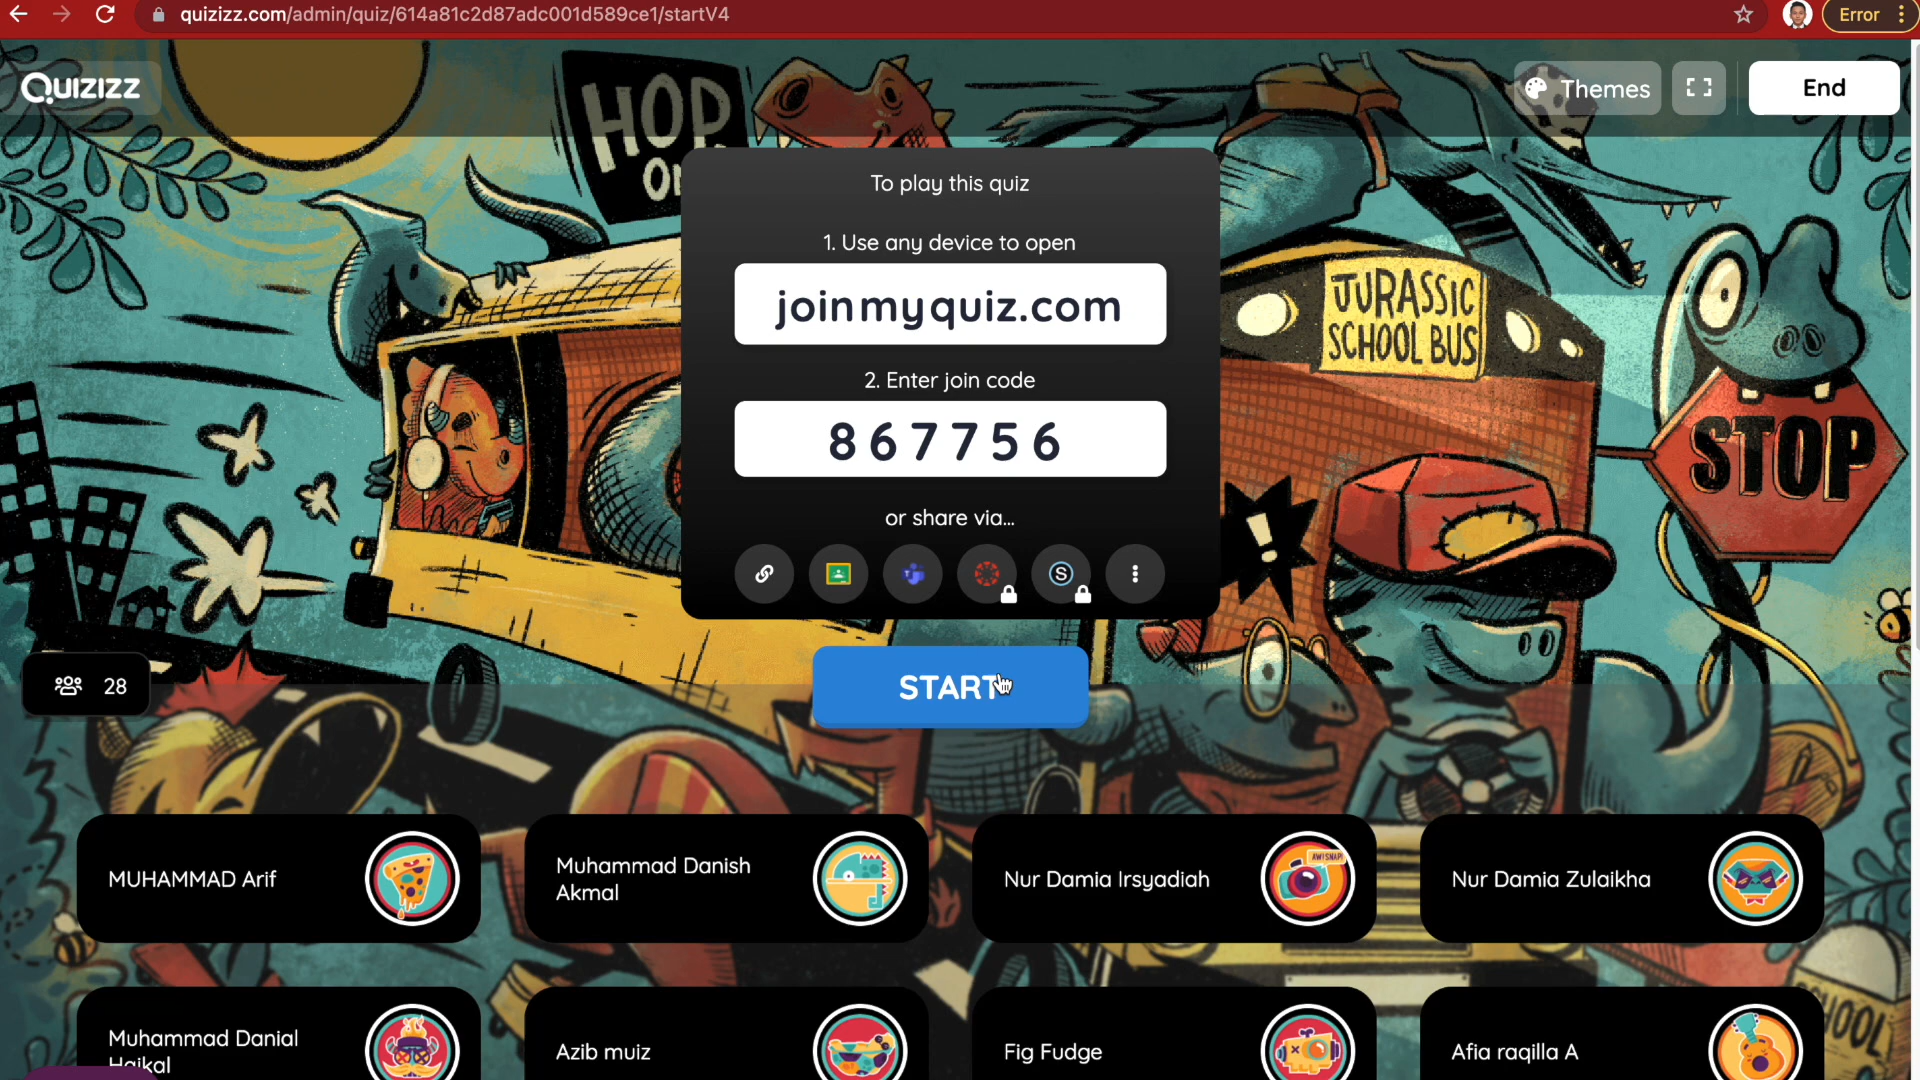 quizizz.com/admin/quiz/614a81c2d87adc001d589ce1/startV4
Error
Quizizz
HOP
Themes
End
To play this quiz
1. Use any device to open
joinmyquiz.com
2. Enter join code
867756
or share via...
JURASSIC
SCHOOL BUS
STOP
!
S
28
START
MUHAMMAD Arif
Muhammad Danish
Akmal
AW! SNAP!
Nur Damia Irsyadiah
Nur Damia Zulaikha
Muhammad Danial
Haikal
Azib muiz
Fig Fudge
Afia raqilla A